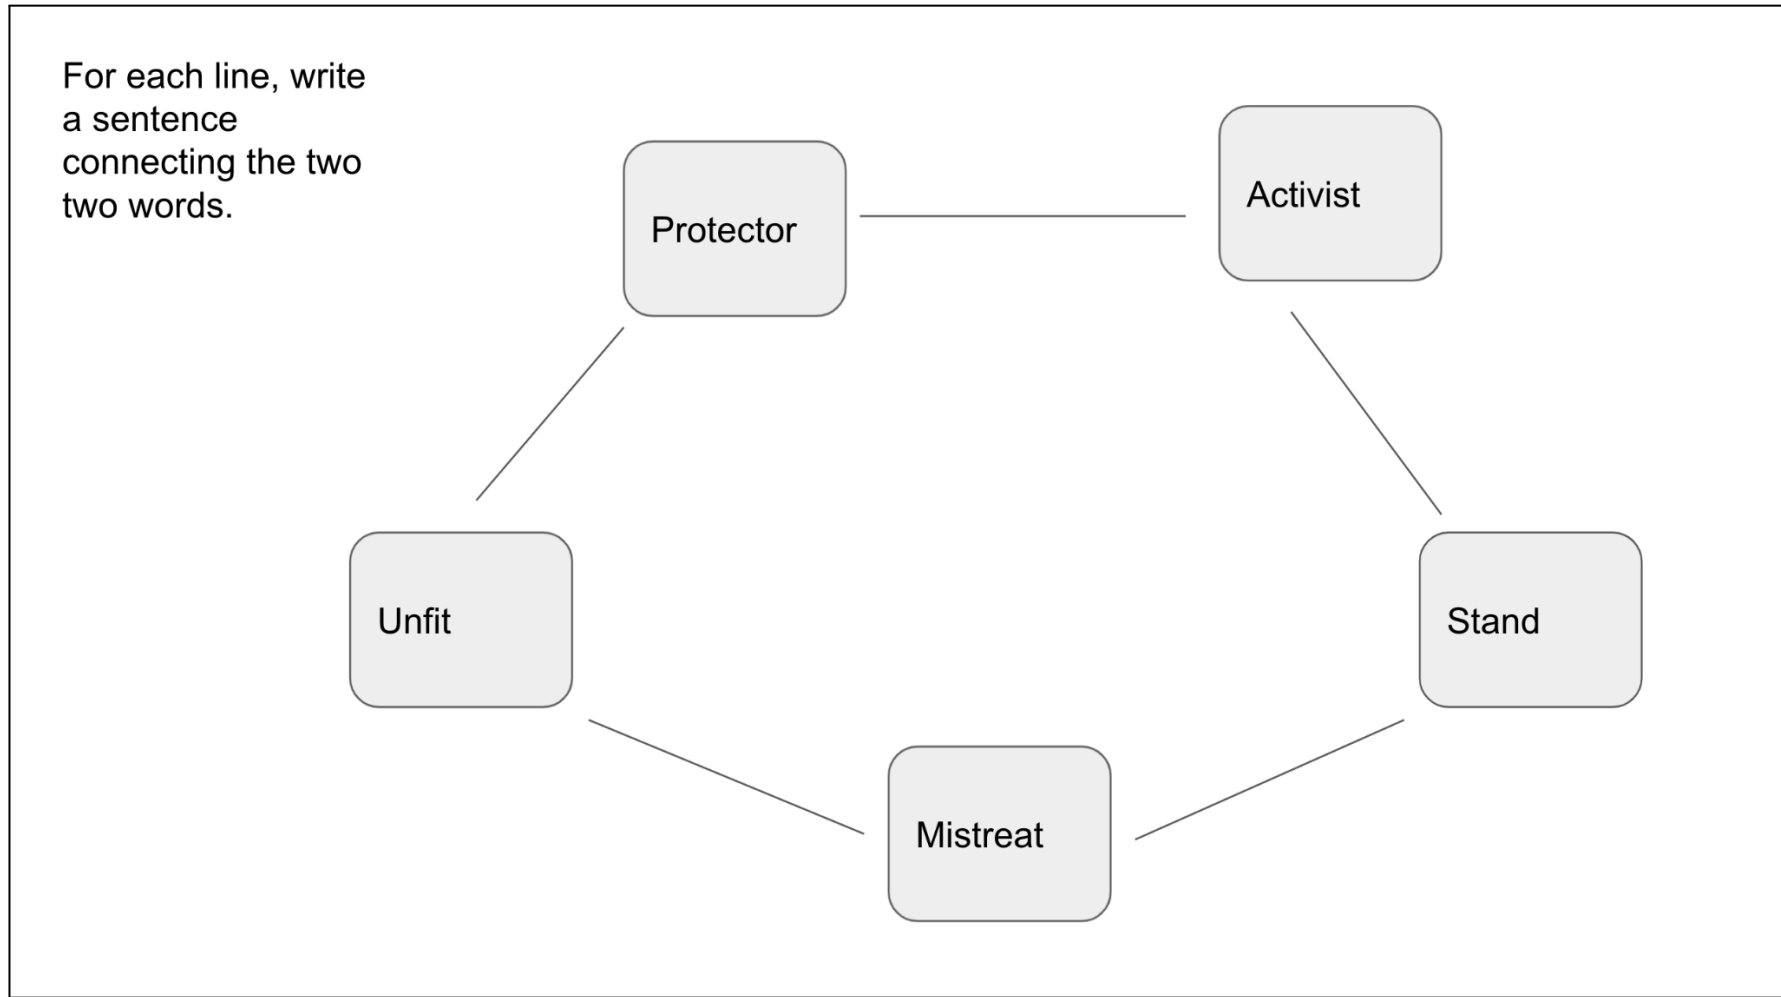 For each line, write
a sentence
connecting the two
two words.
Protector
Activist
Unfit
Stand
Mistreat